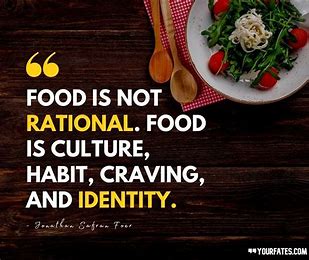 FOOD IS NOT
RATIONAL. FOOD
IS CULTURE,
HABIT, CRAVING,
AND IDENTITY.
- Jonathan Safran Foer
❝YOURFATES.COM